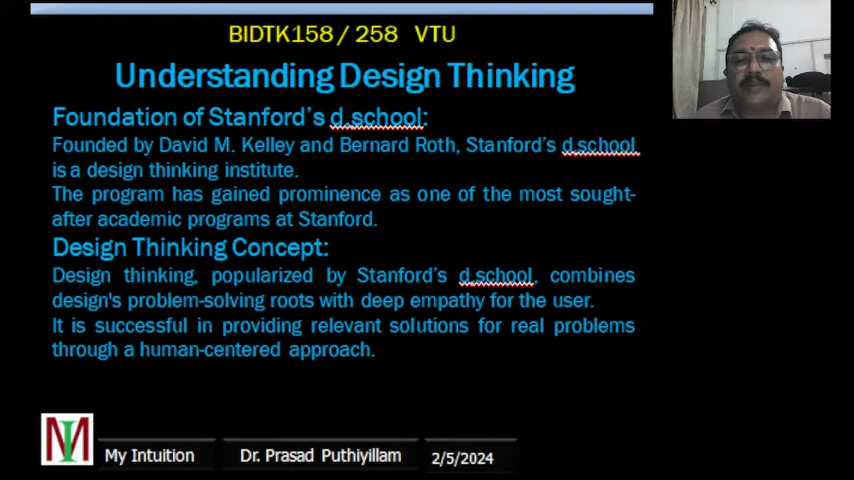 BIDTK158 / 258 VTU
Understanding Design Thinking
Foundation of Stanford's d.school:
Founded by David M. Kelley and Bernard Roth, Stanford's d.school
is a design thinking institute.
The program has gained prominence as one of the most sought-
after academic programs at Stanford.
Design Thinking Concept:
Design thinking, popularized by Stanford's d.school, combines
design's problem-solving roots with deep empathy for the user.
It is successful in providing relevant solutions for real problems
through a human-centered approach.
MI
My Intuition
Dr. Prasad Puthiyillam
2/5/2024